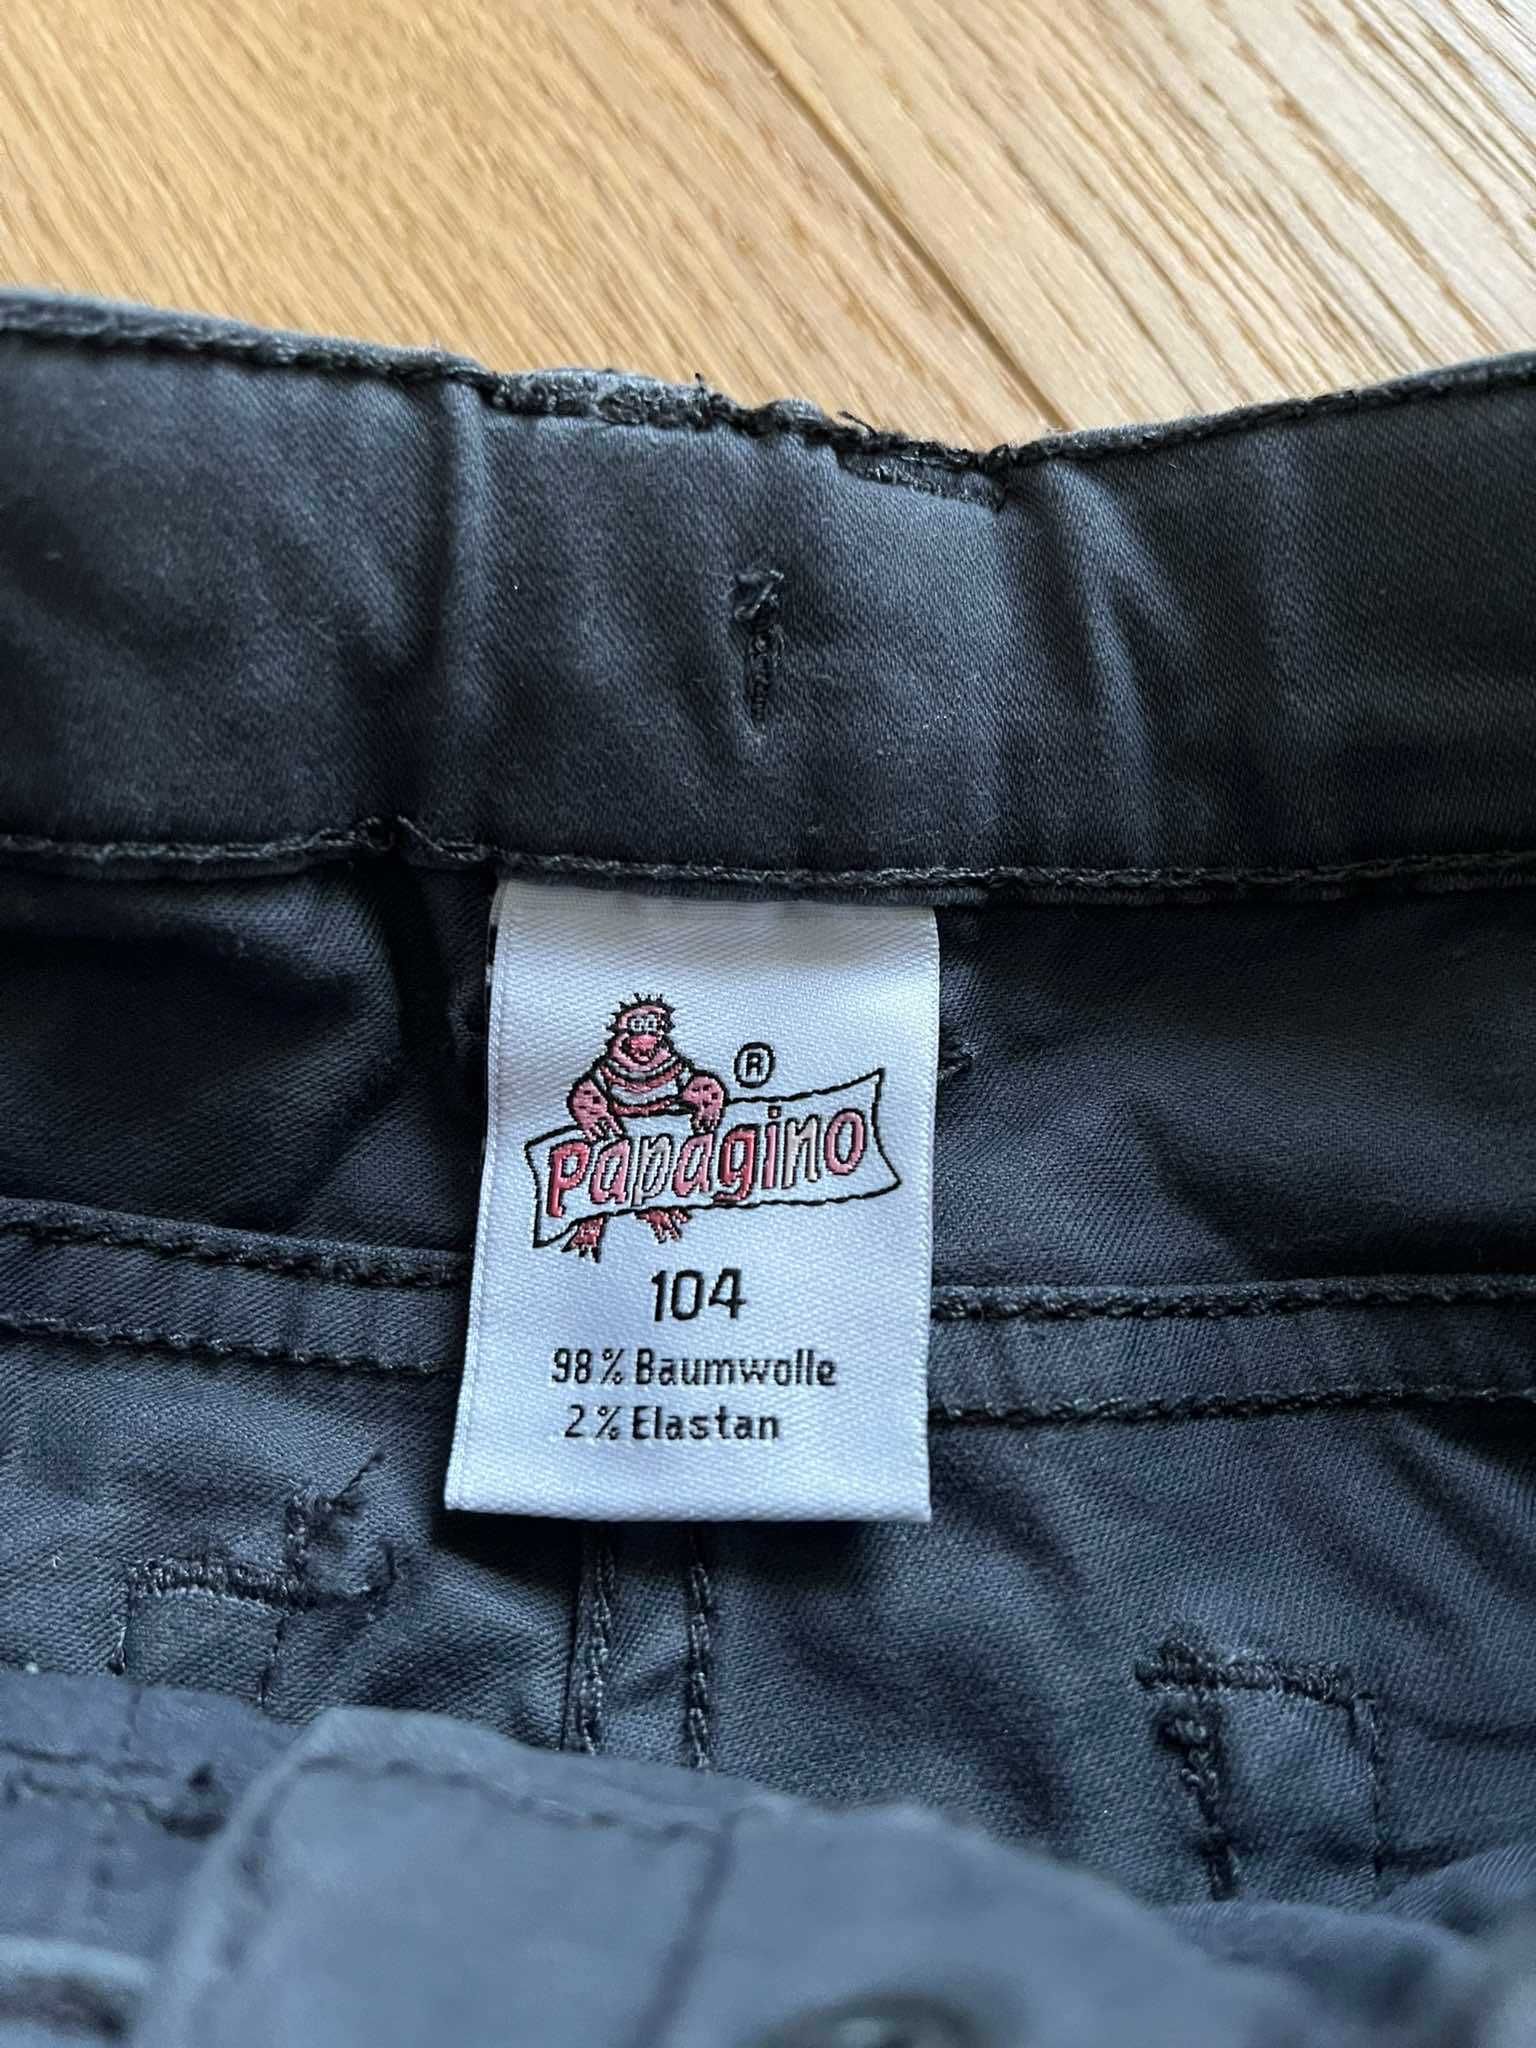 ®
Papagino
104
98% Baumwolle
2% Elastan